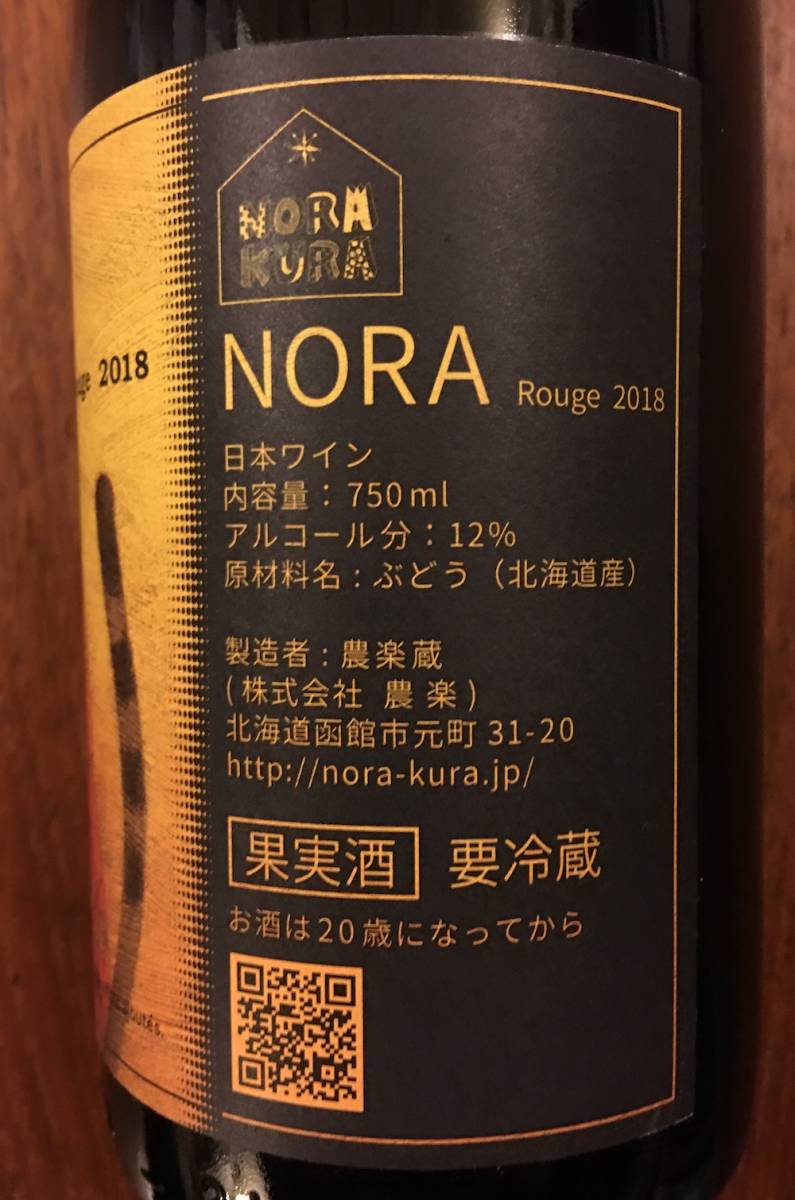 NORA
KURA
NORA Rouge 2018
日本ワイン
内容量：750ml
アルコール分：12%
原材料名：ぶどう（北海道産）
製造者：農楽蔵
(株式会社 農楽)
北海道函館市元町 31-20
http://nora-kura.jp/
果実酒 要冷蔵
お酒は20歳になってから
2018